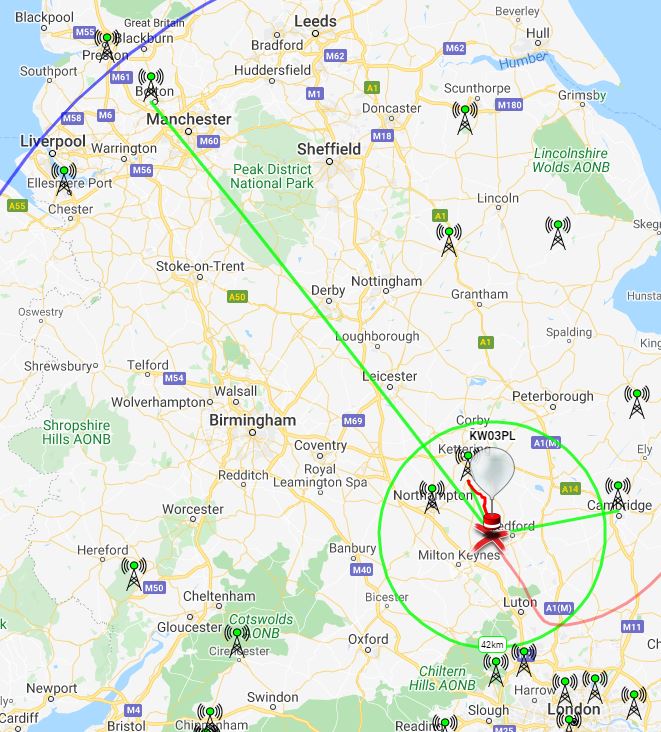 Blackpool
Great Britain
Leeds
Beverley
M55
Blackburn
Preston
Bradford
M62
M62
Hull
Southport
M61
Huddersfield
Humber
Bolton
M1
A1
Scunthorpe
Grimsby
M58
M6
Manchester
Doncaster
M180
Liverpool
Warrington
M60
M18
M56
Sheffield
Ellesmere Port
Peak District
National Park
Lincolnshire
Wolds AONB
A55
Chester
Lincoln
A1
Skeg
Stoke-on-Trent
Derby
Nottingham
A50
Grantham
Hunsta
Oswestry
Loughborough
Spalding
A1
King
Shrewsbury
Telford
M54
Leicester
Walsall
Peterborough
Wolverhampton
Birmingham
M69
Corby
KW03PL
Shropshire
Hills AONB
Coventry
Kettering
A1(M)
Ely
Redditch
Royal
Leamington Spa
Northampton
A14
Worcester
Cambridge
edford
Hereford
Banbury
Milton Keynes
M50
M40
Cheltenham
Bicester
Luton
A1(M)
Gloucester
Cotswolds
AONB
M11
Cirencester
Oxford
42km
Ch
Chiltern
Hills AONB
Newport
Swindon
Harrow
M4
Slough
London
Cardiff
Bristol
Chippenham
Reading
M25